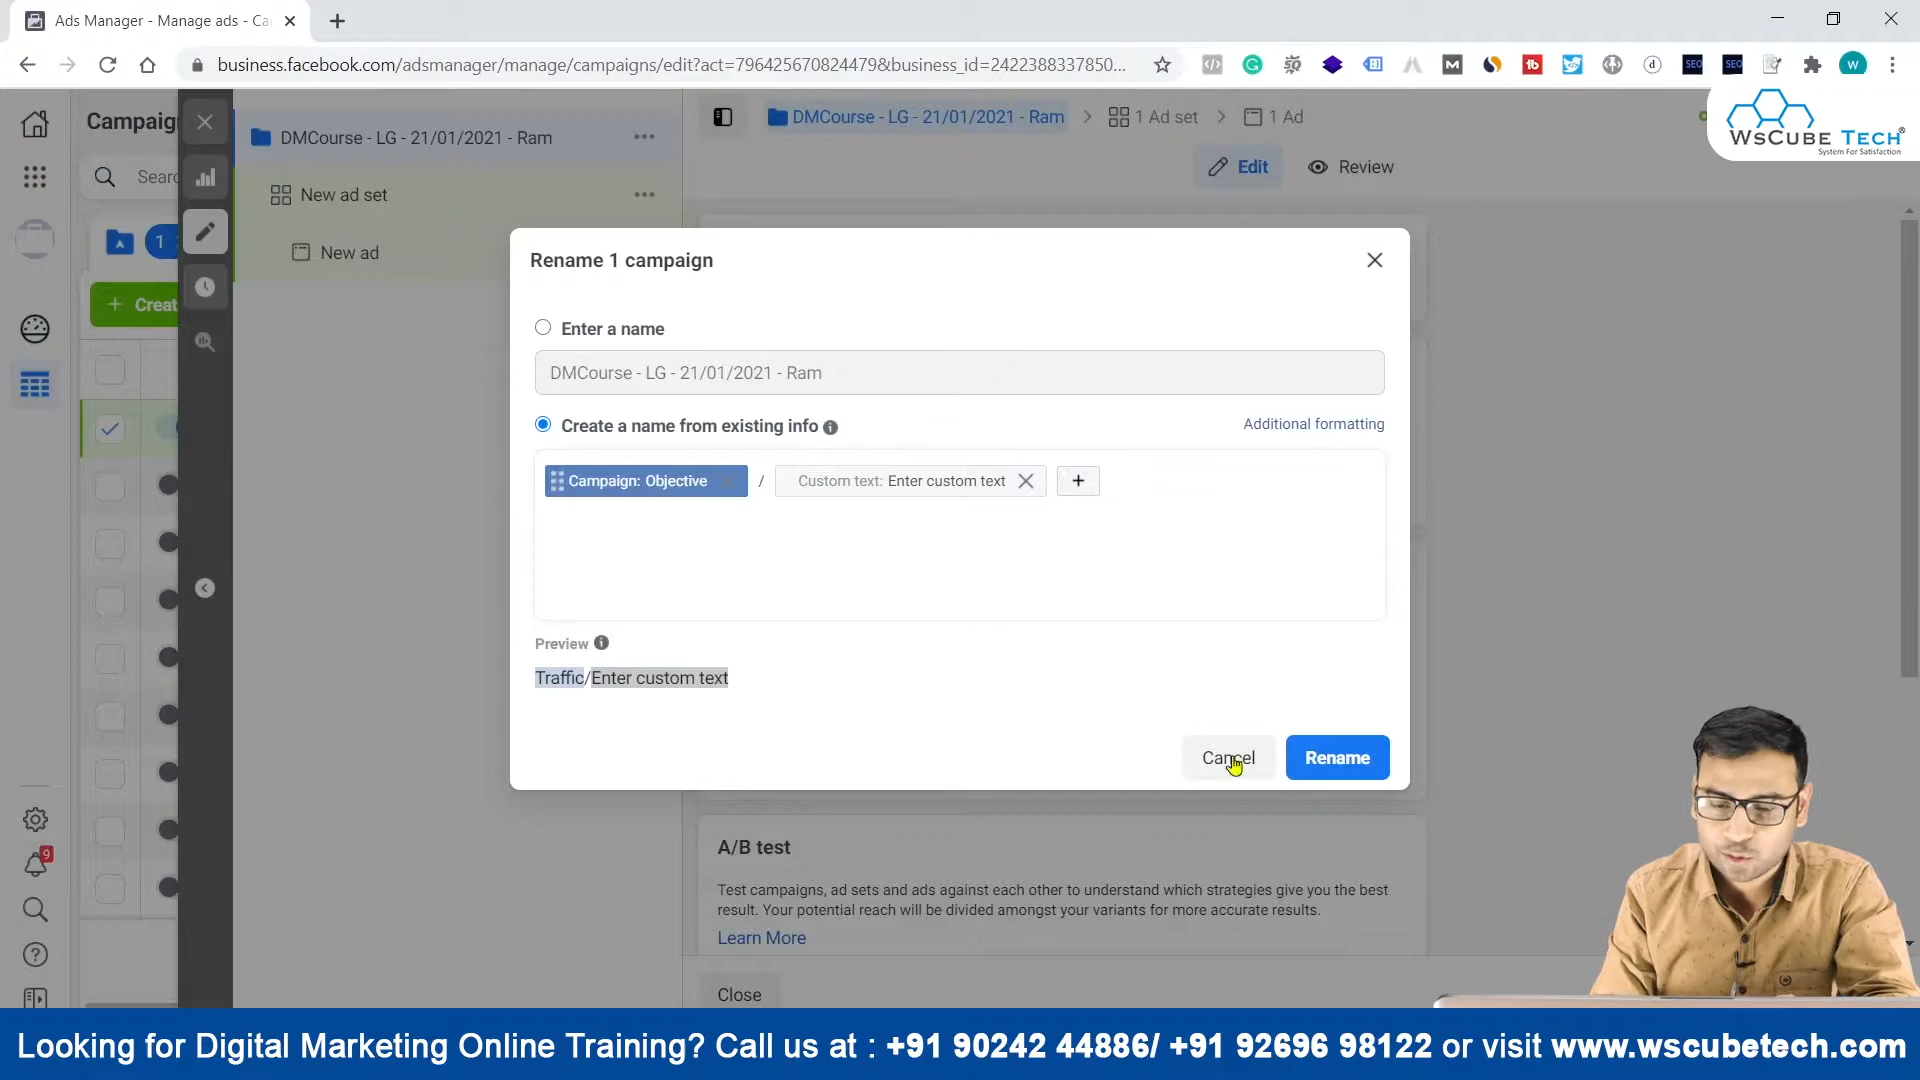 Ads Manager - Manage ads - Ca
business.facebook.com/adsmanager/manage/campaigns/edit?act=796425670824479&business_id=2422388337850...
Campaig
DMCourse - LG - 21/01/2021 - Ram
DMCourse - LG - 21/01/2021 - Ram
1 Ad set
1 Ad
WsCube Tech®
System For Satisfaction
Edit
Review
Searc
New ad set
1
New ad
Creat
Rename 1 campaign
Enter a name
DMCourse - LG - 21/01/2021 - Ram
Create a name from existing info
Additional formatting
Campaign: Objective
/
Custom text: Enter custom text
+
Preview
Traffic/Enter custom text
Cancel
Rename
A/B test
Test campaigns, ad sets and ads against each other to understand which strategies give you the best
result. Your potential reach will be divided amongst your variants for more accurate results.
Learn More
9
Close
Looking for Digital Marketing Online Training? Call us at : +91 90242 44886/ +91 92696 98122 or visit www.wscubetech.com